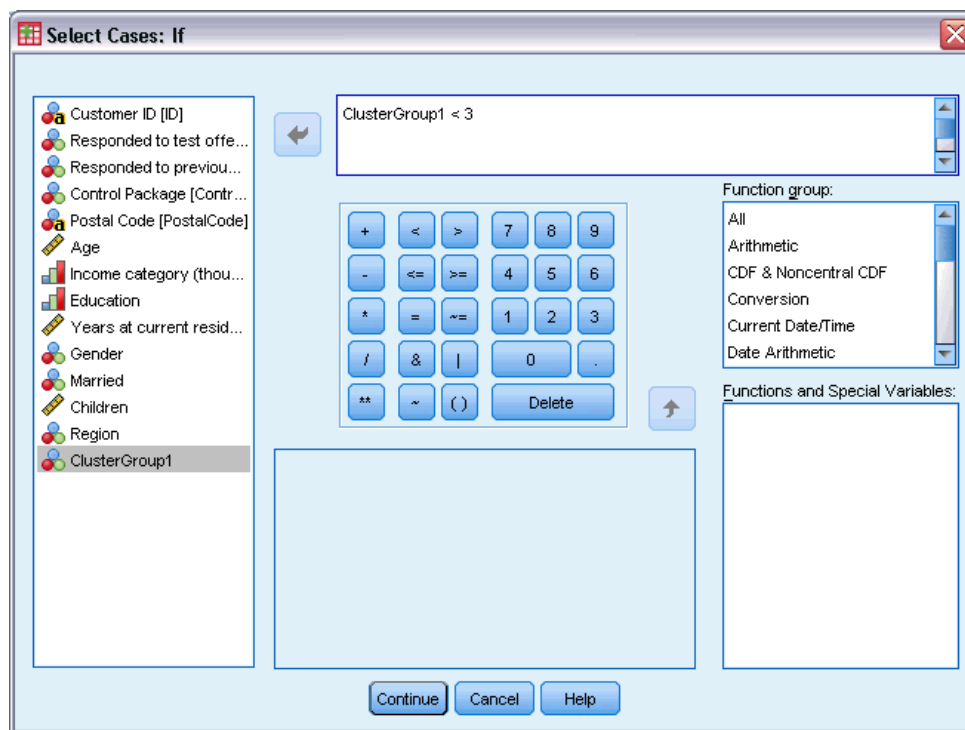 Select Cases: If
Customer ID [ID]
Responded to test offe...
Responded to previou...
Control Package [Contr...
Postal Code [PostalCode]
Age
Income category (thou...
Education
Years at current resid...
Gender
Married
Children
Region
ClusterGroup1
ClusterGroup1 < 3
+ < > 7 8 9
- <= >= 4 5 6
* = ~= 1 2 3
/ & | 0 .
** ~ ( ) Delete
Function group:
All
Arithmetic
CDF & Noncentral CDF
Conversion
Current Date/Time
Date Arithmetic
Functions and Special Variables:
Continue Cancel Help